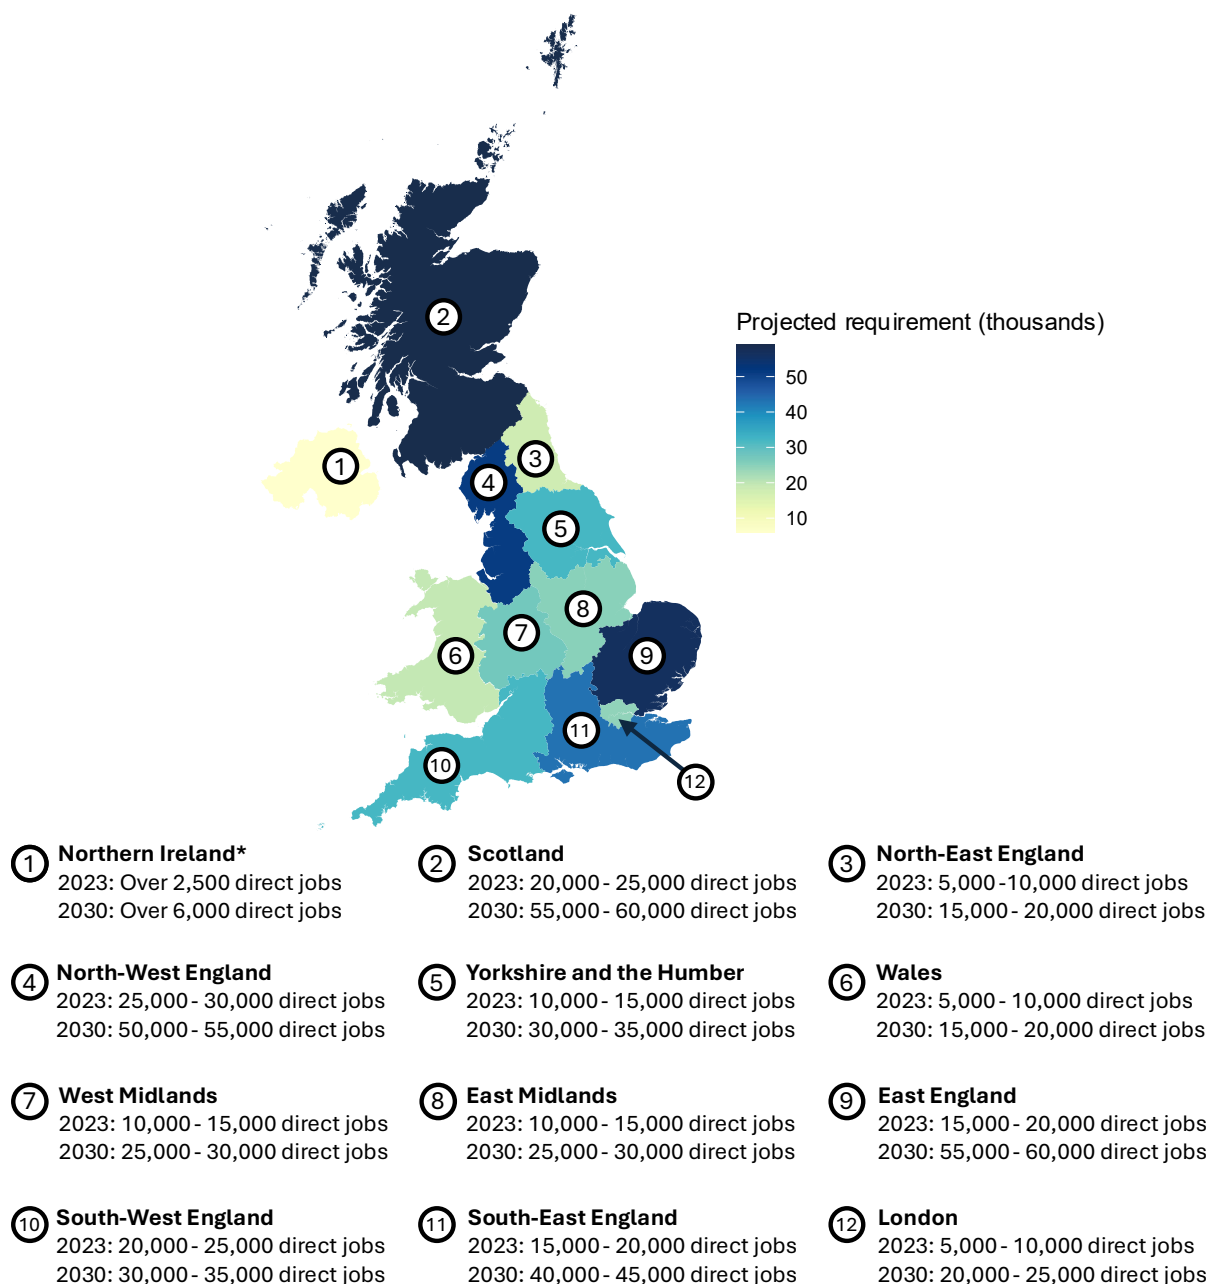 2
Projected requirement (thousands)
50
40
30
20
10
1
3
4
5
6
7
8
9
10
11
12
1 Northern Ireland*
2023: Over 2,500 direct jobs
2030: Over 6,000 direct jobs
2 Scotland
2023: 20,000 - 25,000 direct jobs
2030: 55,000 - 60,000 direct jobs
3 North-East England
2023: 5,000 -10,000 direct jobs
2030: 15,000 - 20,000 direct jobs
4 North-West England
2023: 25,000 - 30,000 direct jobs
2030: 50,000 - 55,000 direct jobs
5 Yorkshire and the Humber
2023: 10,000 - 15,000 direct jobs
2030: 30,000 - 35,000 direct jobs
6 Wales
2023: 5,000 - 10,000 direct jobs
2030: 15,000 - 20,000 direct jobs
7 West Midlands
2023: 10,000 - 15,000 direct jobs
2030: 25,000 - 30,000 direct jobs
8 East Midlands
2023: 10,000 - 15,000 direct jobs
2030: 25,000 - 30,000 direct jobs
9 East England
2023: 15,000 - 20,000 direct jobs
2030: 55,000 - 60,000 direct jobs
10 South-West England
2023: 20,000 - 25,000 direct jobs
2030: 30,000 - 35,000 direct jobs
11 South-East England
2023: 15,000 - 20,000 direct jobs
2030: 40,000 - 45,000 direct jobs
12 London
2023: 5,000 - 10,000 direct jobs
2030: 20,000 - 25,000 direct jobs